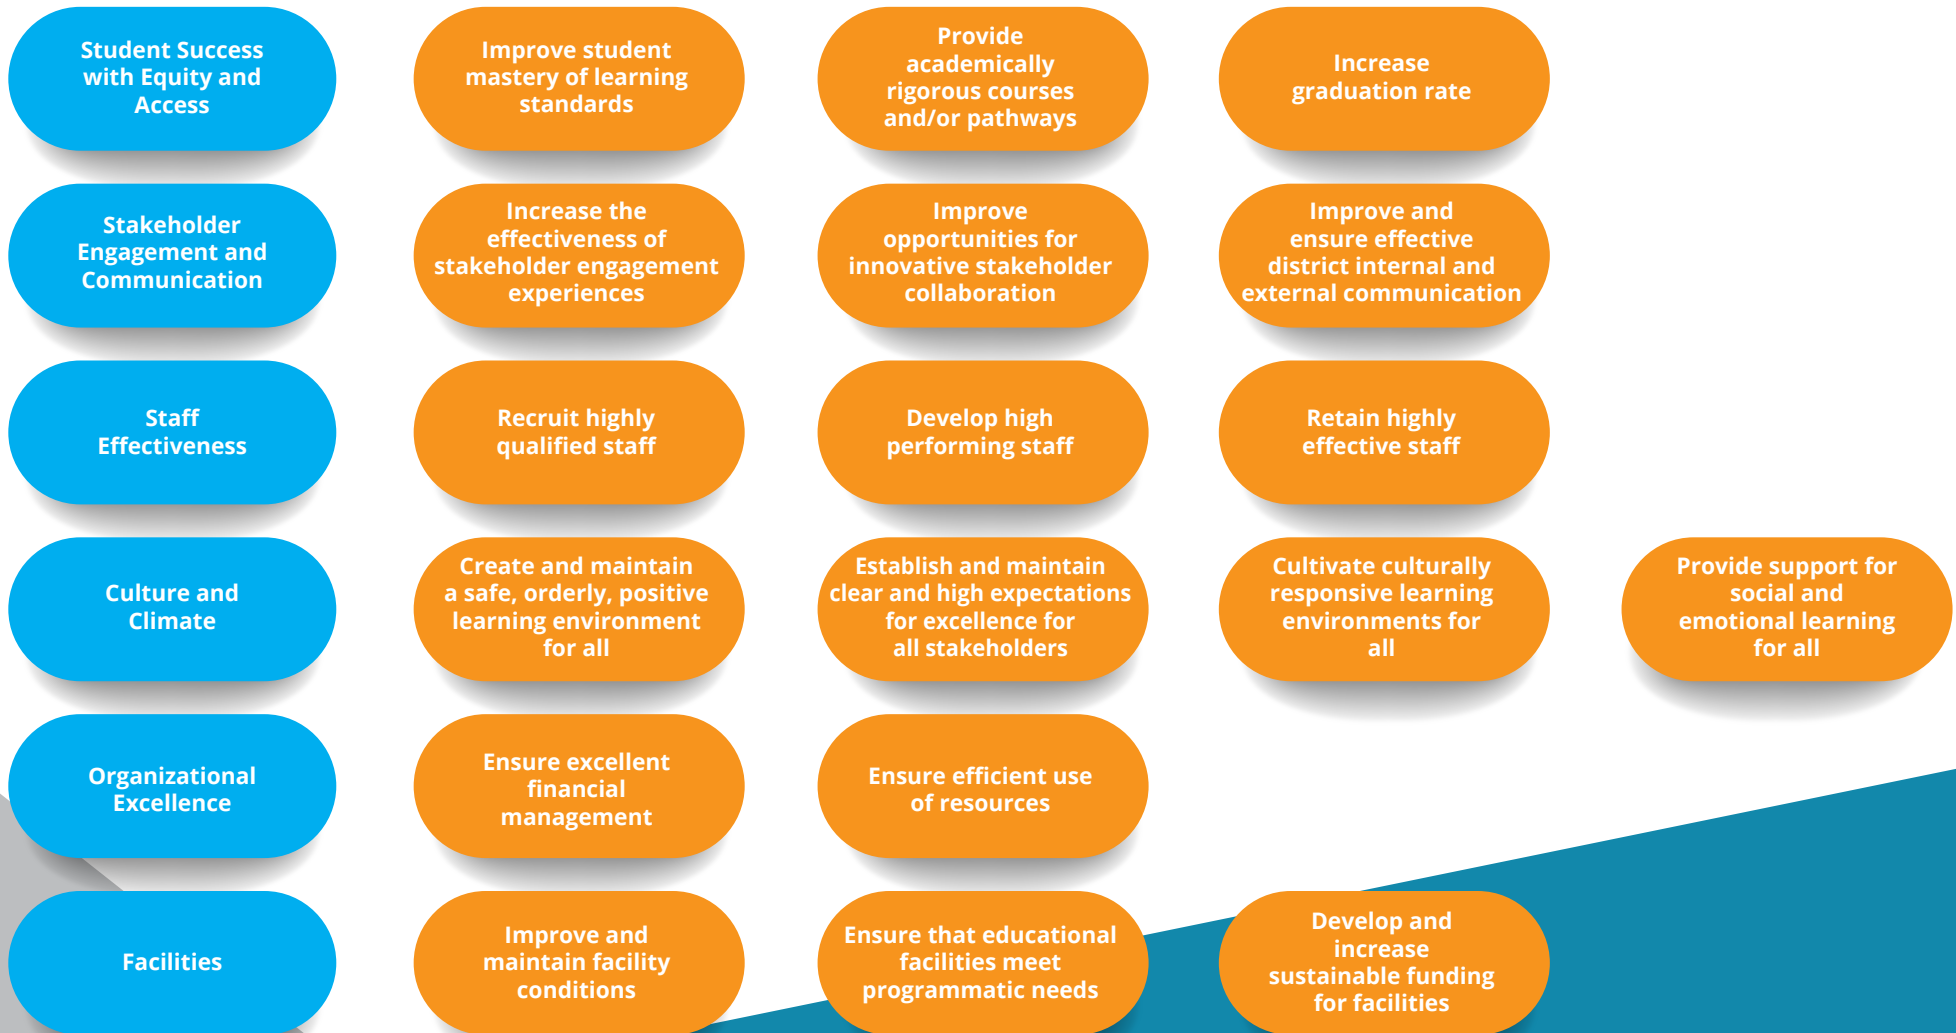 Student Success
with Equity and
Access
Improve student
mastery of learning
standards
Provide
academically
rigorous courses
and/or pathways
Increase
graduation rate
Stakeholder
Engagement and
Communication
Increase the
effectiveness of
stakeholder engagement
experiences
Improve
opportunities for
innovative stakeholder
collaboration
Improve and
ensure effective
district internal and
external communication
Staff
Effectiveness
Recruit highly
qualified staff
Develop high
performing staff
Retain highly
effective staff
Culture and
Climate
Create and maintain
a safe, orderly, positive
learning environment
for all
Establish and maintain
clear and high expectations
for excellence for
all stakeholders
Cultivate culturally
responsive learning
environments for
all
Provide support for
social and
emotional learning
for all
Organizational
Excellence
Ensure excellent
financial
management
Ensure efficient use
of resources
Facilities
Improve and
maintain facility
conditions
Ensure that educational
facilities meet
programmatic needs
Develop and
increase
sustainable funding
for facilities